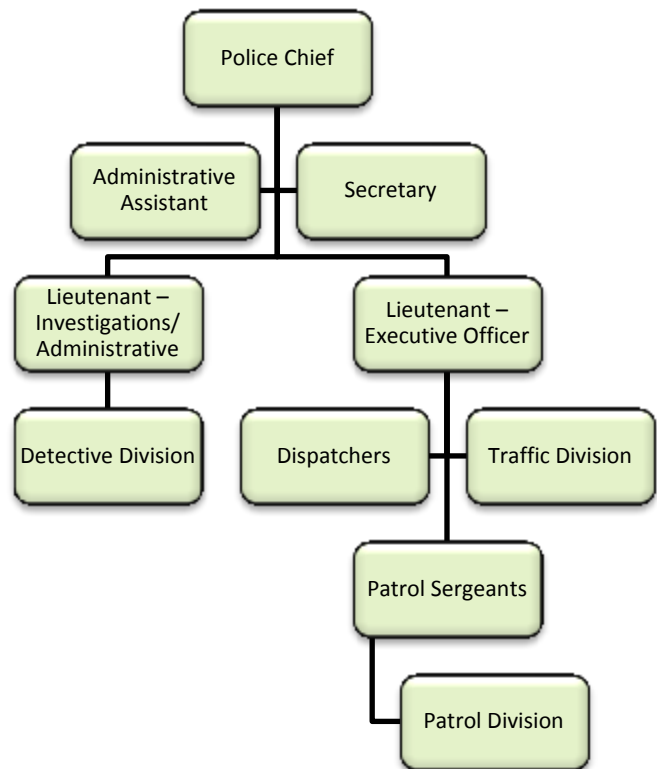 Police Chief
Administrative
Assistant
Secretary
Lieutenant –
Investigations/
Administrative
Lieutenant –
Executive Officer
Detective Division
Dispatchers
Traffic Division
Patrol Sergeants
Patrol Division